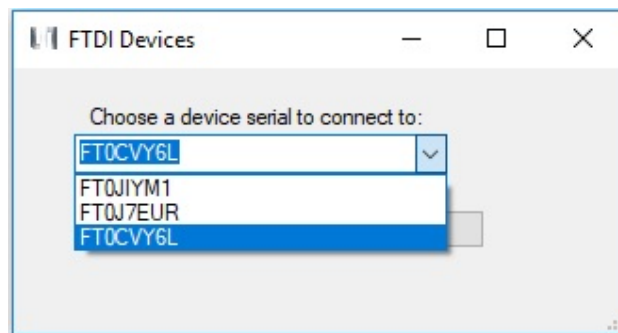 FTDI Devices
Choose a device serial to connect to:
FT0CVY6L
FT0JIYM1
FT0J7EUR
FT0CVY6L